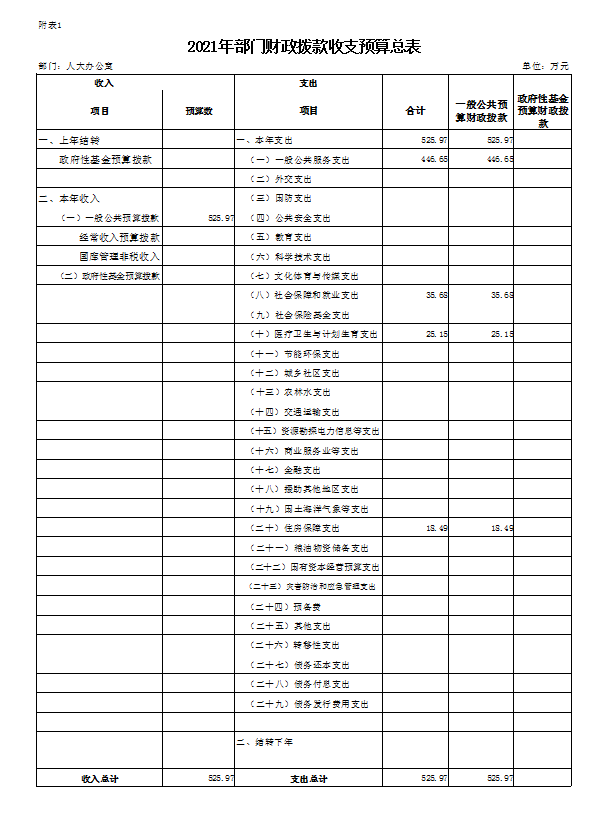 附表1
2021年部门财政拨款收支预算总表
部门：人大办公室 单位：万元
收入 支出
项目 预算数 项目 合计 一般公共预算财政拨款 政府性基金预算财政拨款
一、上年结转 一、本年支出 525.97 525.97
政府性基金预算拨款 （一）一般公共服务支出 446.65 446.65
（二）外交支出
二、本年收入 （三）国防支出
（一）一般公共预算拨款 525.97 （四）公共安全支出
经常收入预算拨款 （五）教育支出
国库管理非税收入 （六）科学技术支出
（二）政府性基金预算拨款 （七）文化体育与传媒支出
（八）社会保障和就业支出 35.68 35.68
（九）社会保险基金支出
（十）医疗卫生与计划生育支出 25.15 25.15
（十一）节能环保支出
（十二）城乡社区支出
（十三）农林水支出
（十四）交通运输支出
（十五）资源勘探电力信息等支出
（十六）商业服务业等支出
（十七）金融支出
（十八）援助其他地区支出
（十九）国土海洋气象等支出
（二十）住房保障支出 18.49 18.49
（二十一）粮油物资储备支出
（二十二）国有资本经营预算支出
（二十三）灾害防治和应急管理支出
（二十四）预备费
（二十五）其他支出
（二十六）转移性支出
（二十七）债务还本支出
（二十八）债务付息支出
（二十九）债务发行费用支出
二、结转下年
收入总计 525.97 支出总计 525.97 525.97